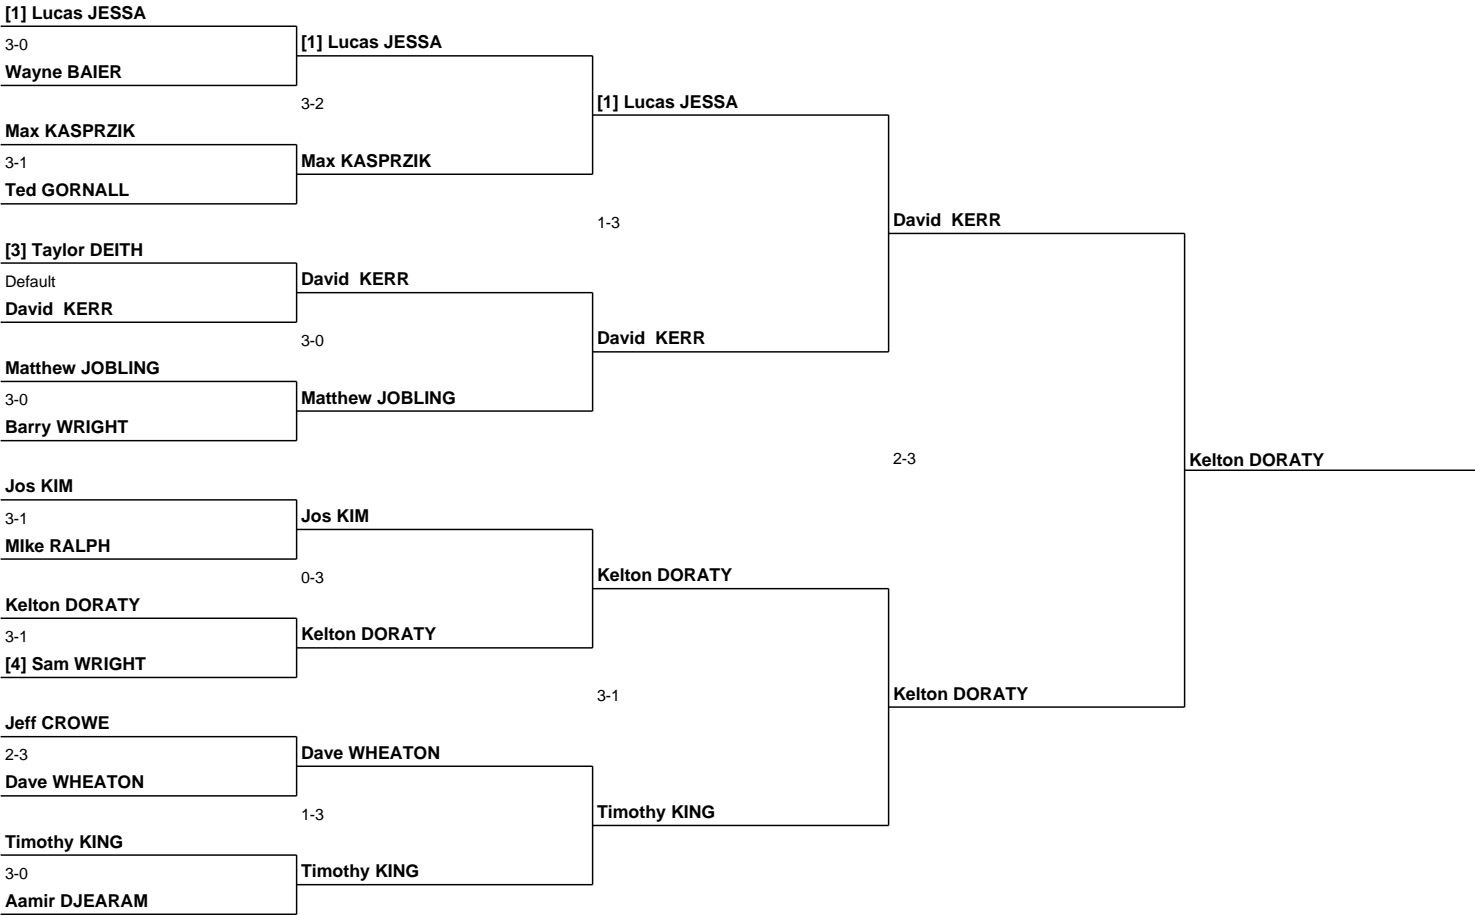 [1] Lucas JESSA
3-0
Wayne BAIER
Max KASPRZIK
3-1
Ted GORNALL
[3] Taylor DEITH
Default
David  KERR
Matthew JOBLING
3-0
Barry WRIGHT
Jos KIM
3-1
MIke RALPH
Kelton DORATY
3-1
[4] Sam WRIGHT
Jeff CROWE
2-3
Dave WHEATON
Timothy KING
3-0
Aamir DJEARAM
[1] Lucas JESSA
3-2
Max KASPRZIK
David  KERR
3-0
Matthew JOBLING
Jos KIM
0-3
Kelton DORATY
Dave WHEATON
1-3
Timothy KING
[1] Lucas JESSA
1-3
David  KERR
Kelton DORATY
3-1
Timothy KING
David  KERR
2-3
Kelton DORATY
Kelton DORATY